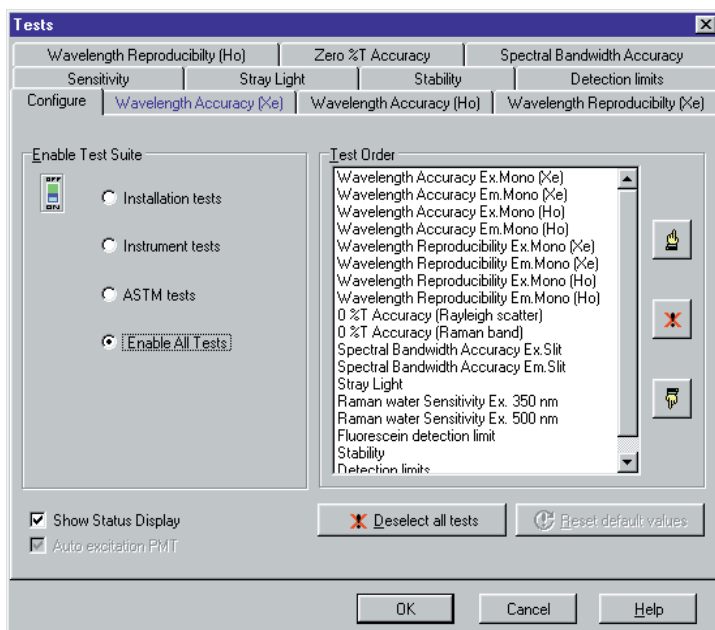 Tests
Wavelength Reproducibilty (Ho) Zero %T Accuracy Spectral Bandwidth Accuracy
Sensitivity Stray Light Stability Detection limits
Configure Wavelength Accuracy (Xe) Wavelength Accuracy (Ho) Wavelength Reproducibilty (Xe)
Enable Test Suite
OFF
ON
Installation tests
Instrument tests
ASTM tests
Enable All Tests
Test Order
Wavelength Accuracy Ex.Mono (Xe)
Wavelength Accuracy Em.Mono (Xe)
Wavelength Accuracy Ex.Mono (Ho)
Wavelength Accuracy Em.Mono (Ho)
Wavelength Reproducibility Ex.Mono (Xe)
Wavelength Reproducibility Em.Mono (Xe)
Wavelength Reproducibility Ex.Mono (Ho)
Wavelength Reproducibility Em.Mono (Ho)
0 %T Accuracy (Rayleigh scatter)
0 %T Accuracy (Raman band)
Spectral Bandwidth Accuracy Ex.Slit
Spectral Bandwidth Accuracy Em.Slit
Stray Light
Raman water Sensitivity Ex. 350 nm
Raman water Sensitivity Ex. 500 nm
Fluorescein detection limit
Stability
Detection limits
Show Status Display
Auto excitation PMT
Deselect all tests
Reset default values
OK Cancel Help